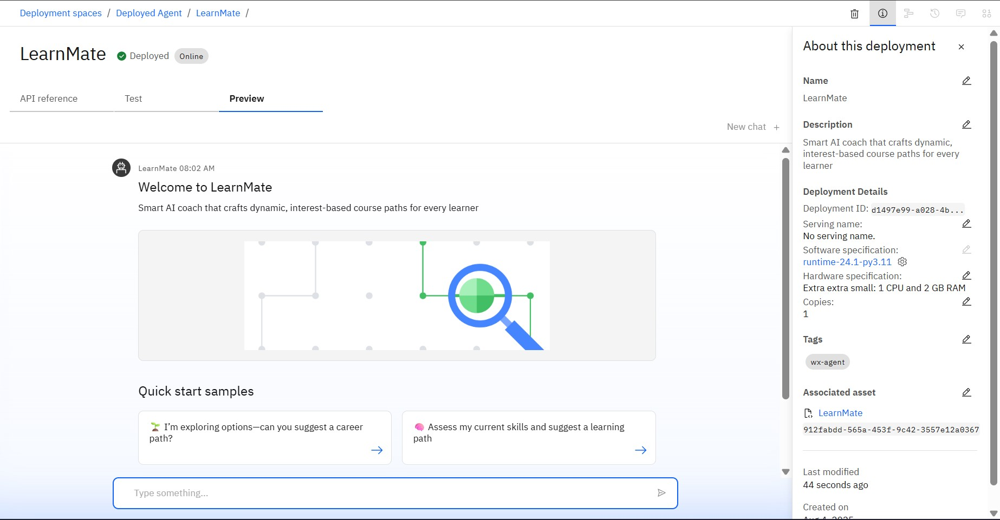 Deployment spaces / Deployed Agent / LearnMate /
LearnMate Deployed Online
API reference Test Preview
New chat +
LearnMate 08:02 AM
Welcome to LearnMate
Smart AI coach that crafts dynamic, interest-based course paths for every learner
Quick start samples
🌱 I’m exploring options—can you suggest a career
path?
🧠 Assess my current skills and suggest a learning
path
Type something...
About this deployment
Name
LearnMate
Description
Smart AI coach that crafts dynamic,
interest-based course paths for every
learner
Deployment Details
Deployment ID: d1497e99-a028-4b...
Serving name:
No serving name.
Software specification:
runtime-24.1-py3.11
Hardware specification:
Extra extra small: 1 CPU and 2 GB RAM
Copies:
1
Tags
wx-agent
Associated asset
LearnMate
912fabdd-565a-453f-9c42-3557e12a0367
Last modified
44 seconds ago
Created on
Aug 4, 2025